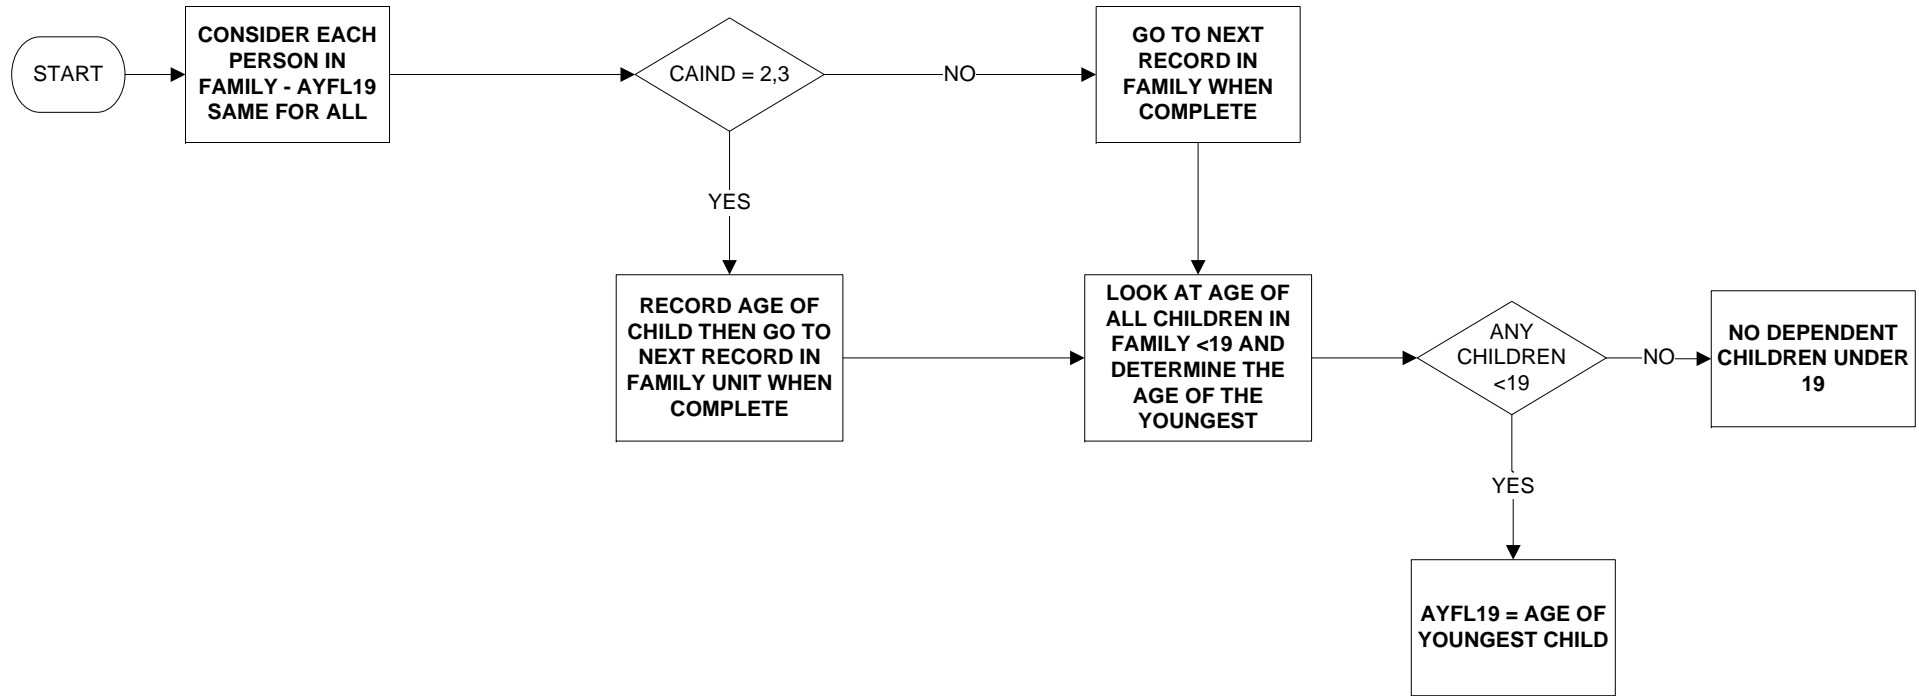 START
CONSIDER EACH
PERSON IN
FAMILY - AYFL19
SAME FOR ALL
CAIND = 2,3
NO
GO TO NEXT
RECORD IN
FAMILY WHEN
COMPLETE
YES
RECORD AGE OF
CHILD THEN GO TO
NEXT RECORD IN
FAMILY UNIT WHEN
COMPLETE
LOOK AT AGE OF
ALL CHILDREN IN
FAMILY <19 AND
DETERMINE THE
AGE OF THE
YOUNGEST
ANY
CHILDREN
<19
NO
NO DEPENDENT
CHILDREN UNDER
19
YES
AYFL19 = AGE OF
YOUNGEST CHILD